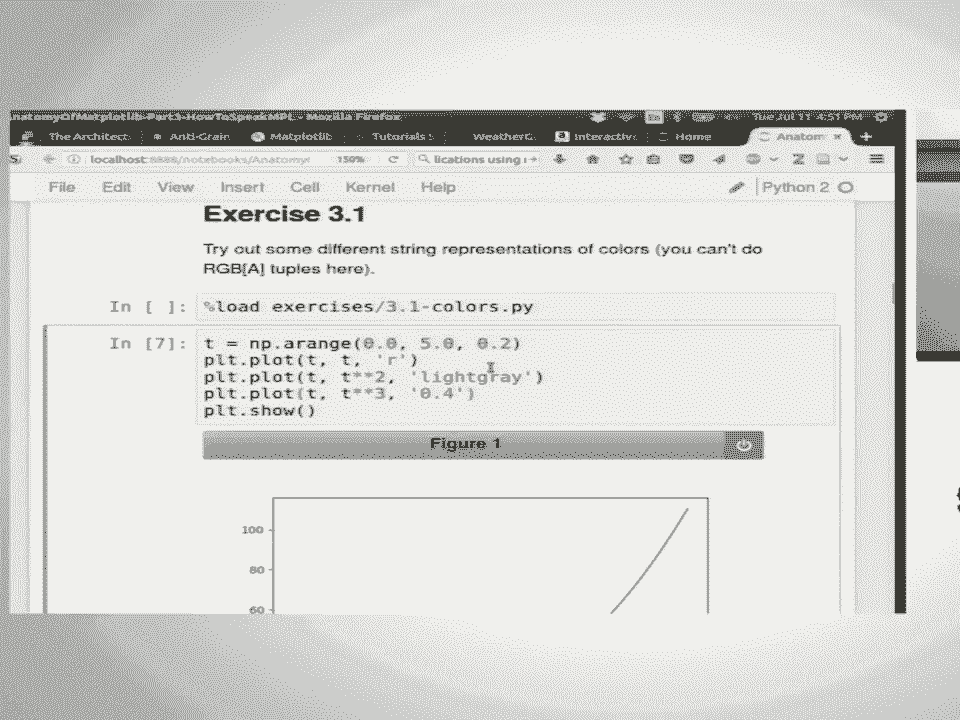 natomyOfMatplotlib-Part3-HowToSpeakMPL - Mozilla Firefox
En Tue Jul 11 4:51 PM
The Architect Anti-Grain Matplotlib Tutorials WeatherG Interactiv Home Anatom × +
localhost:8888/notebooks/Anatomy 150% lications using
File Edit View Insert Cell Kernel Help Python 2
Exercise 3.1
Try out some different string representations of colors (you can't do
RGB[A] tuples here).
In [ ]: %load exercises/3.1-colors.py
In [7]: t = np.arange(0.0, 5.0, 0.2)
plt.plot(t, t, 'r')
plt.plot(t, t**2, 'lightgray')
plt.plot(t, t**3, '0.4')
plt.show()
Figure 1
100
80
60